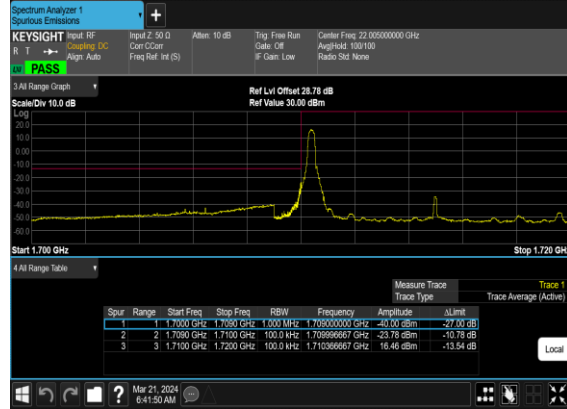 Spectrum Analyzer 1
Spurious Emissions
KEYSIGHT Input: RF Input Z: 50 Ω Atten: 10 dB Trig: Free Run Center Freq: 22.005000000 GHz
R T Coupling: DC Corr CCorr Gate: Off Avg|Hold: 100/100
Align: Auto Freq Ref: Int (S) IF Gain: Low Radio Std: None
PASS
3 All Range Graph
Ref Lvl Offset 28.78 dB
Scale/Div 10.0 dB Ref Value 30.00 dBm
Log
20.0
10.0
0.00
-10.0
-20.0
-30.0
-40.0
-50.0
-60.0
Start 1.700 GHz Stop 1.720 GH
4 All Range Table
Measure Trace Trace 1
Trace Type Trace Average (Active)
Spur Range Start Freq Stop Freq RBW Frequency Amplitude ΔLimit
1 1 1.7000 GHz 1.7090 GHz 1.000 MHz 1.709000000 GHz -40.00 dBm -27.00 dB
2 2 1.7090 GHz 1.7100 GHz 100.0 kHz 1.709996667 GHz -23.78 dBm -10.78 dB
3 3 1.7100 GHz 1.7200 GHz 100.0 kHz 1.710366667 GHz 16.46 dBm -13.54 dB
Local
? Mar 21, 2024
6:41:50 AM